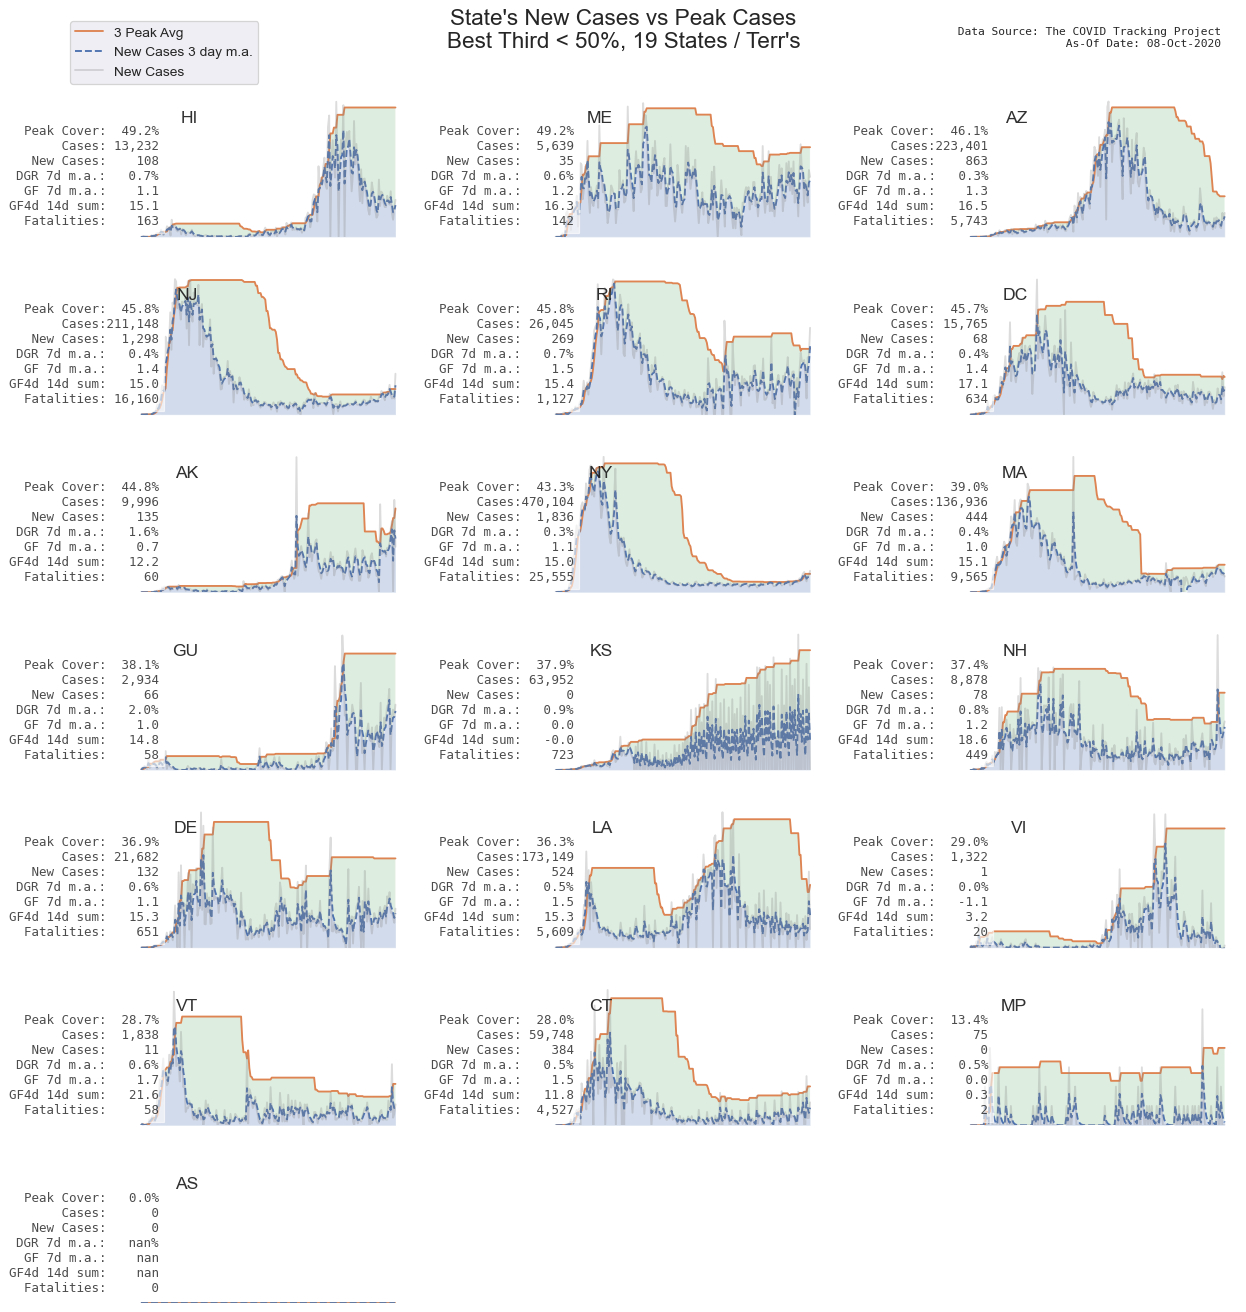 State's New Cases vs Peak Cases
Best Third < 50%, 19 States / Terr's
3 Peak Avg
New Cases 3 day m.a.
New Cases
Data Source: The COVID Tracking Project
As-Of Date: 08-Oct-2020
HI
Peak Cover: 49.2%
Cases: 13,232
New Cases: 108
DGR 7d m.a.: 0.7%
GF 7d m.a.: 1.1
GF4d 14d sum: 15.1
Fatalities: 163
ME
Peak Cover: 49.2%
Cases: 5,639
New Cases: 35
DGR 7d m.a.: 0.6%
GF 7d m.a.: 1.2
GF4d 14d sum: 16.3
Fatalities: 142
AZ
Peak Cover: 46.1%
Cases:223,401
New Cases: 863
DGR 7d m.a.: 0.3%
GF 7d m.a.: 1.3
GF4d 14d sum: 16.5
Fatalities: 5,743
NJ
Peak Cover: 45.8%
Cases:211,148
New Cases: 1,298
DGR 7d m.a.: 0.4%
GF 7d m.a.: 1.4
GF4d 14d sum: 15.0
Fatalities: 16,160
RI
Peak Cover: 45.8%
Cases: 26,045
New Cases: 269
DGR 7d m.a.: 0.7%
GF 7d m.a.: 1.5
GF4d 14d sum: 15.4
Fatalities: 1,127
DC
Peak Cover: 45.7%
Cases: 15,765
New Cases: 68
DGR 7d m.a.: 0.4%
GF 7d m.a.: 1.4
GF4d 14d sum: 17.1
Fatalities: 634
AK
Peak Cover: 44.8%
Cases: 9,996
New Cases: 135
DGR 7d m.a.: 1.6%
GF 7d m.a.: 0.7
GF4d 14d sum: 12.2
Fatalities: 60
NY
Peak Cover: 43.3%
Cases:470,104
New Cases: 1,836
DGR 7d m.a.: 0.3%
GF 7d m.a.: 1.1
GF4d 14d sum: 15.0
Fatalities: 25,555
MA
Peak Cover: 39.0%
Cases:136,936
New Cases: 444
DGR 7d m.a.: 0.4%
GF 7d m.a.: 1.0
GF4d 14d sum: 15.1
Fatalities: 9,565
GU
Peak Cover: 38.1%
Cases: 2,934
New Cases: 66
DGR 7d m.a.: 2.0%
GF 7d m.a.: 1.0
GF4d 14d sum: 14.8
Fatalities: 58
KS
Peak Cover: 37.9%
Cases: 63,952
New Cases: 0
DGR 7d m.a.: 0.9%
GF 7d m.a.: 0.0
GF4d 14d sum: -0.0
Fatalities: 723
NH
Peak Cover: 37.4%
Cases: 8,878
New Cases: 78
DGR 7d m.a.: 0.8%
GF 7d m.a.: 1.2
GF4d 14d sum: 18.6
Fatalities: 449
DE
Peak Cover: 36.9%
Cases: 21,682
New Cases: 132
DGR 7d m.a.: 0.6%
GF 7d m.a.: 1.1
GF4d 14d sum: 15.3
Fatalities: 651
LA
Peak Cover: 36.3%
Cases:173,149
New Cases: 524
DGR 7d m.a.: 0.5%
GF 7d m.a.: 1.5
GF4d 14d sum: 15.3
Fatalities: 5,609
VI
Peak Cover: 29.0%
Cases: 1,322
New Cases: 1
DGR 7d m.a.: 0.0%
GF 7d m.a.: -1.1
GF4d 14d sum: 3.2
Fatalities: 20
VT
Peak Cover: 28.7%
Cases: 1,838
New Cases: 11
DGR 7d m.a.: 0.6%
GF 7d m.a.: 1.7
GF4d 14d sum: 21.6
Fatalities: 58
CT
Peak Cover: 28.0%
Cases: 59,748
New Cases: 384
DGR 7d m.a.: 0.5%
GF 7d m.a.: 1.5
GF4d 14d sum: 11.8
Fatalities: 4,527
MP
Peak Cover: 13.4%
Cases: 75
New Cases: 0
DGR 7d m.a.: 0.5%
GF 7d m.a.: 0.0
GF4d 14d sum: 0.3
Fatalities: 2
AS
Peak Cover: 0.0%
Cases: 0
New Cases: 0
DGR 7d m.a.: nan%
GF 7d m.a.: nan
GF4d 14d sum: nan
Fatalities: 0